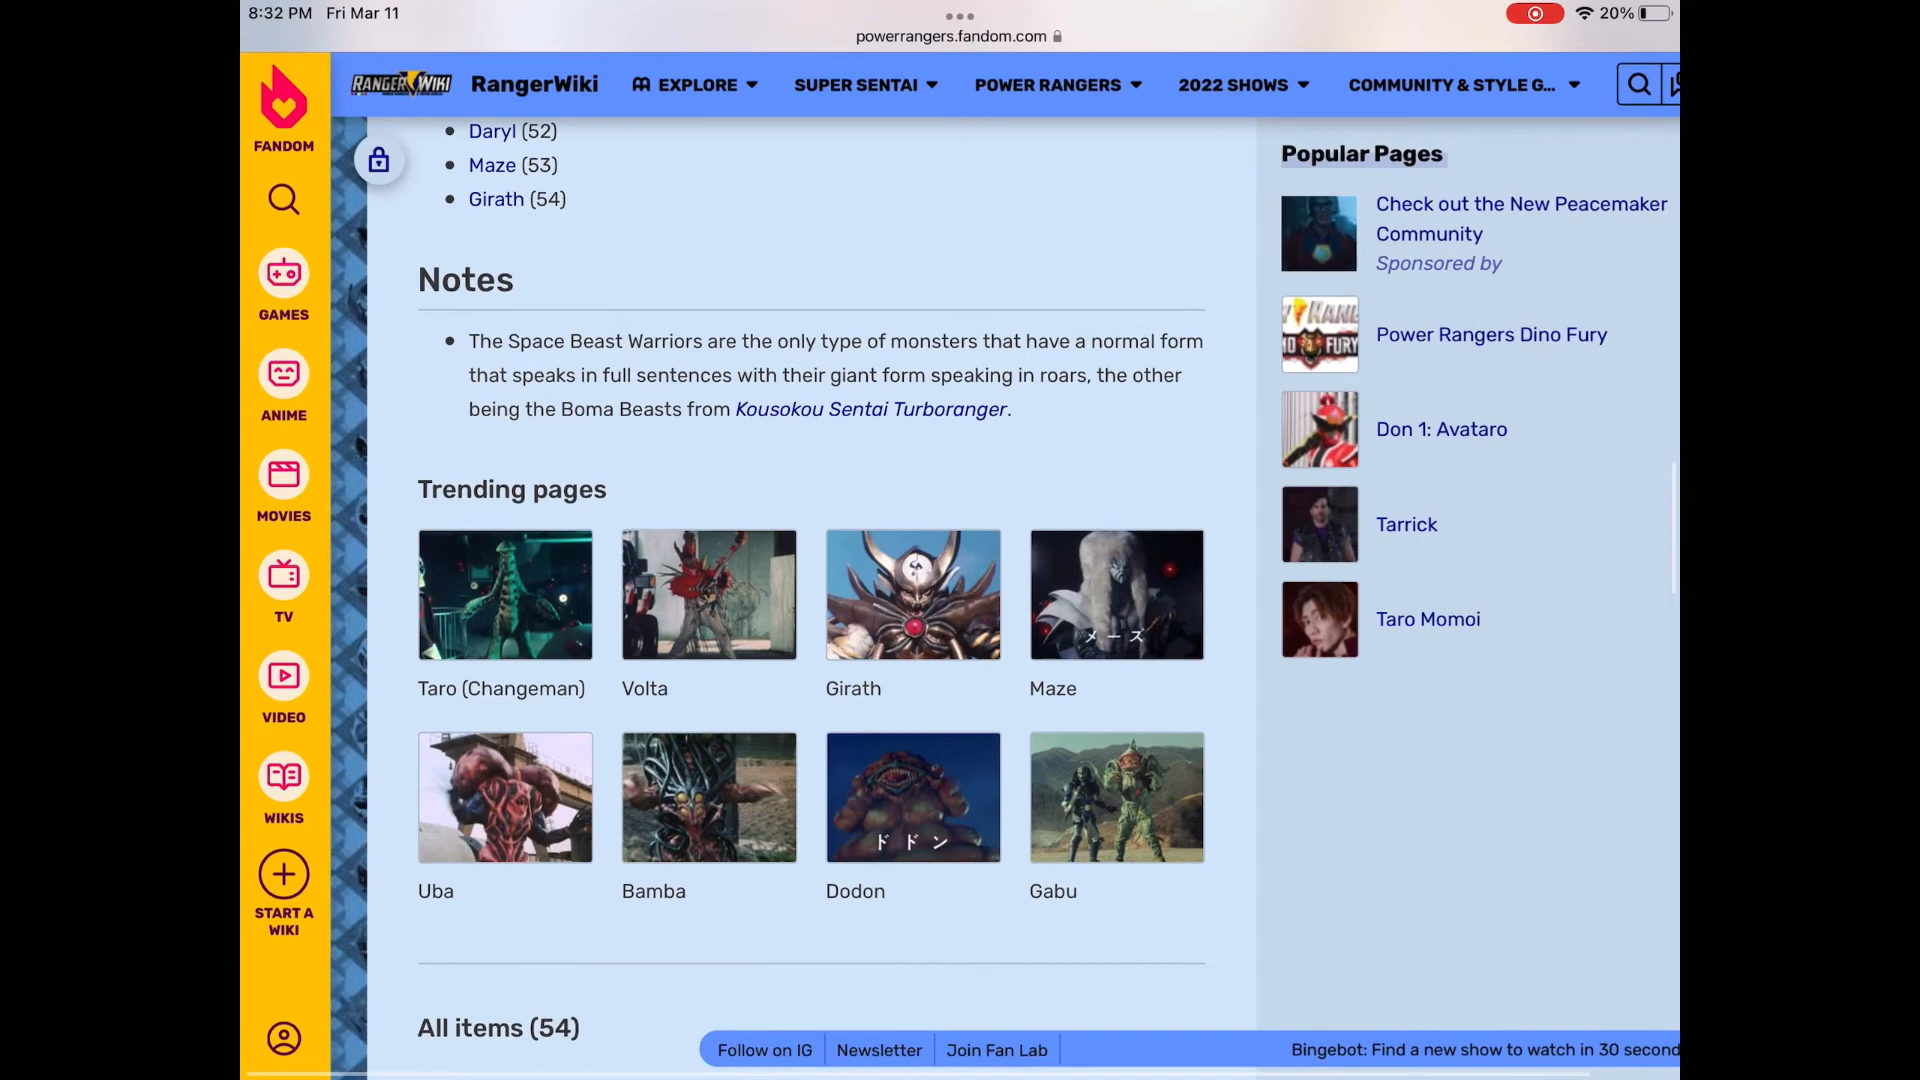 8:32 PM Fri Mar 11
20%
powerrangers.fandom.com
FANDOM
GAMES
ANIME
MOVIES
TV
VIDEO
WIKIS
START A
WIKI
RANGER WIKI
RangerWiki
EXPLORE
SUPER SENTAI
POWER RANGERS
2022 SHOWS
COMMUNITY & STYLE G...
• Daryl (52)
• Maze (53)
• Girath (54)
Notes
• The Space Beast Warriors are the only type of monsters that have a normal form
that speaks in full sentences with their giant form speaking in roars, the other
being the Boma Beasts from Kousokou Sentai Turboranger.
Trending pages
メーズ
Taro (Changeman)
Volta
Girath
Maze
ドドン
Uba
Bamba
Dodon
Gabu
All items (54)
Popular Pages
Check out the New Peacemaker
Community
Sponsored by
Power Rangers Dino Fury
Don 1: Avataro
Tarrick
Taro Momoi
Follow on IG
Newsletter
Join Fan Lab
Bingebot: Find a new show to watch in 30 second